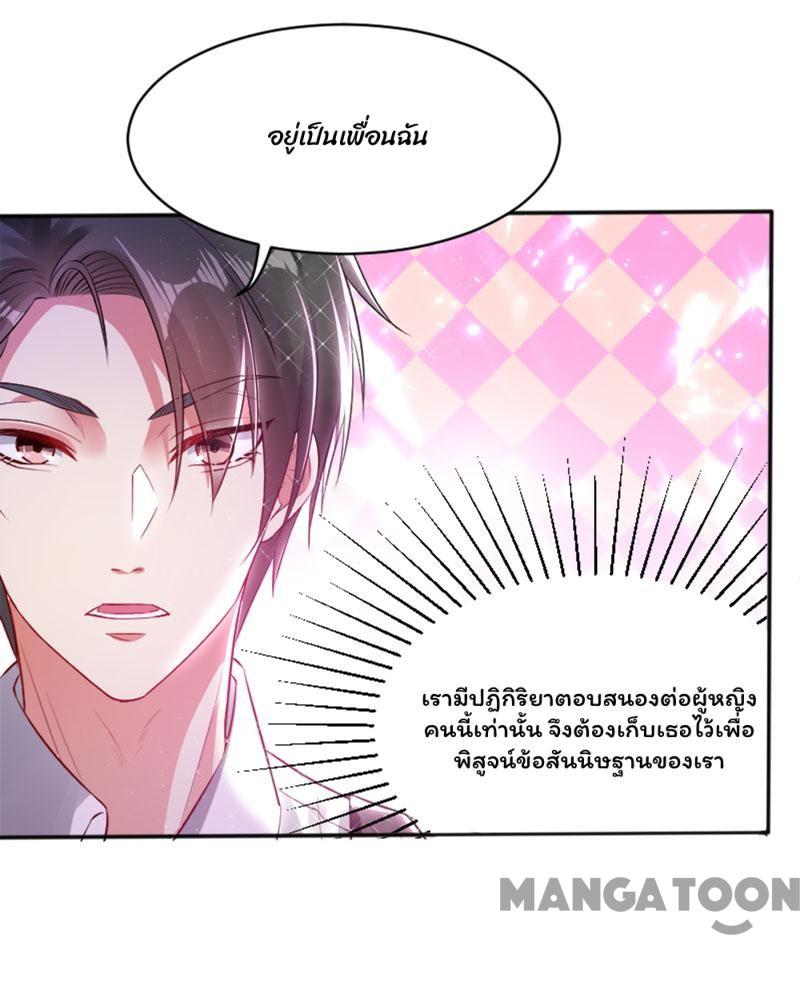 อยู่เป็นเพื่อนฉัน
เรามีปฏิกิริยาตอบสนองต่อผู้หญิง
คนนี้เท่านั้น จึงต้องเก็บเธอไว้เพื่อ
พิสูจน์ข้อสันนิษฐานของเรา
MANGATOON